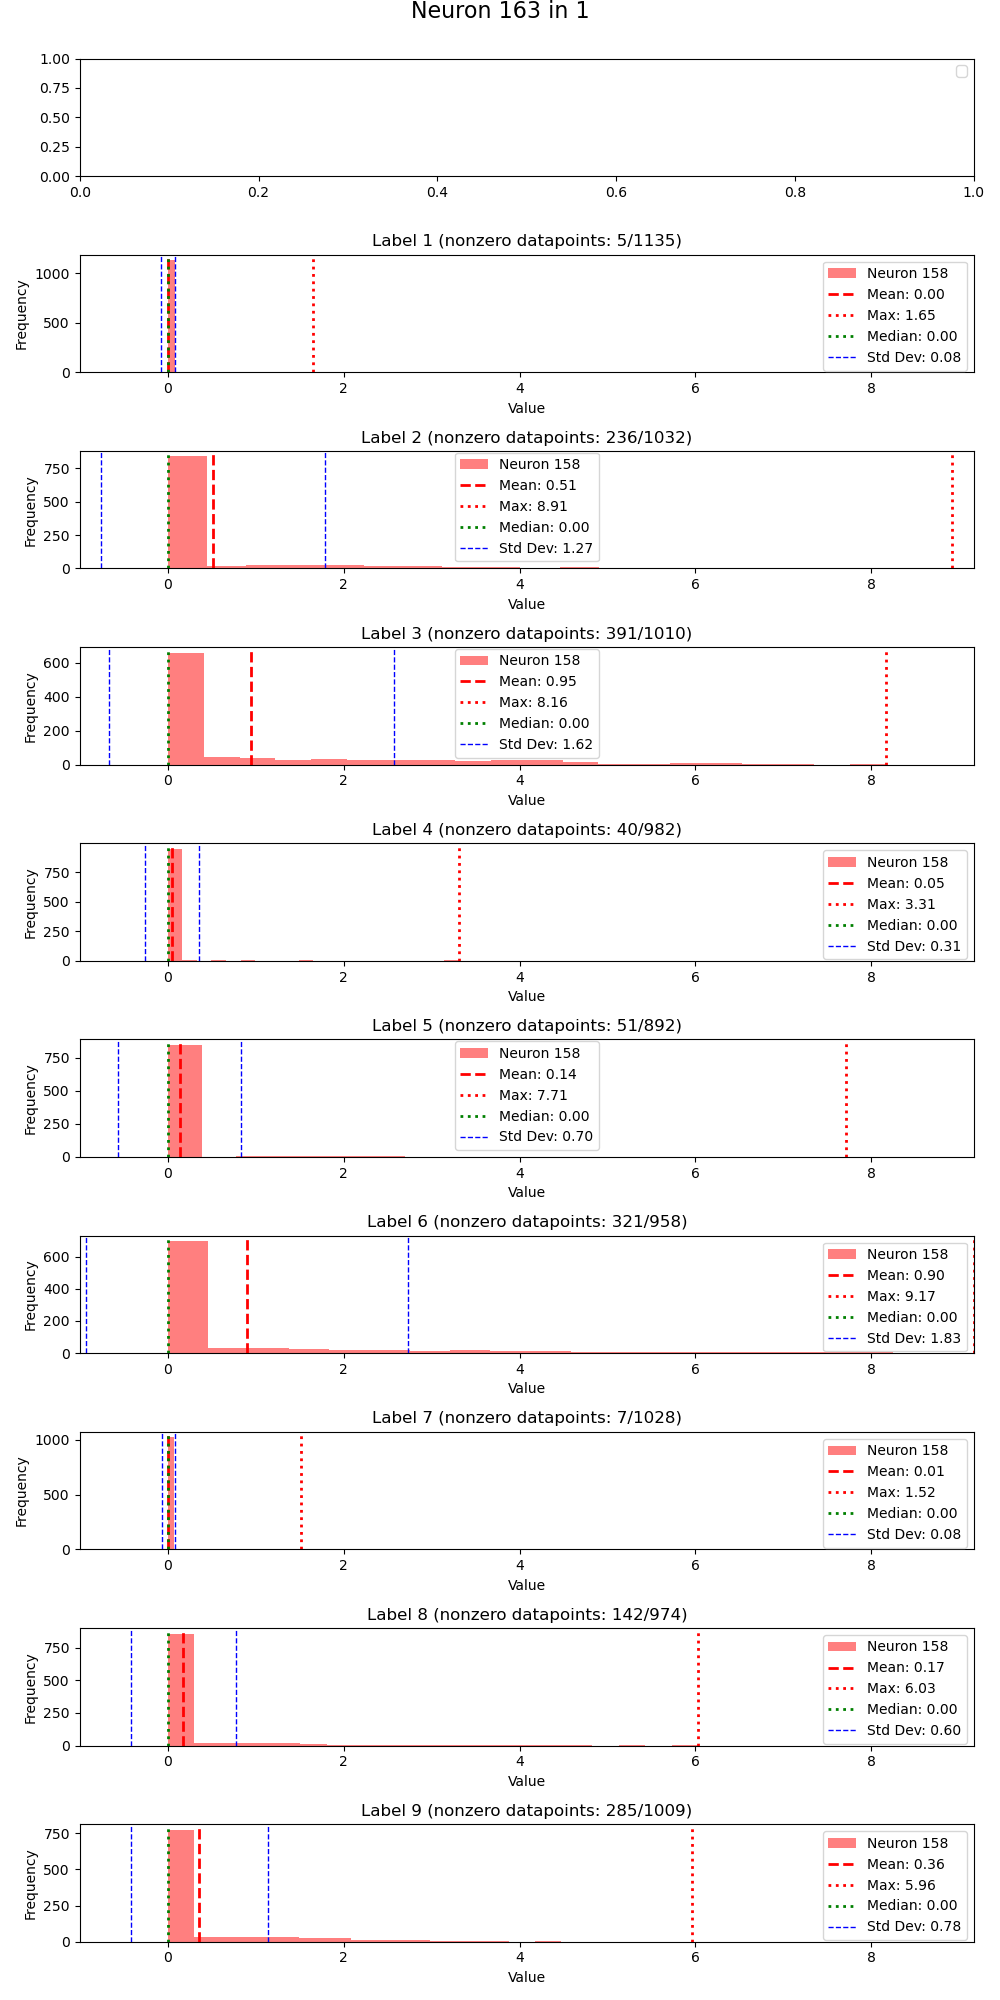 Neuron 163 in 1
1.00
0.75
0.50
0.25
0.00
0.0 0.2 0.4 0.6 0.8 1.0
Label 1 (nonzero datapoints: 5/1135)
Frequency
1000
500
0
Neuron 158
Mean: 0.00
Max: 1.65
Median: 0.00
Std Dev: 0.08
0 2 4 6 8
Value
Label 2 (nonzero datapoints: 236/1032)
Frequency
750
500
250
0
Neuron 158
Mean: 0.51
Max: 8.91
Median: 0.00
Std Dev: 1.27
0 2 4 6 8
Value
Label 3 (nonzero datapoints: 391/1010)
Frequency
600
400
200
0
Neuron 158
Mean: 0.95
Max: 8.16
Median: 0.00
Std Dev: 1.62
0 2 4 6 8
Value
Label 4 (nonzero datapoints: 40/982)
Frequency
750
500
250
0
Neuron 158
Mean: 0.05
Max: 3.31
Median: 0.00
Std Dev: 0.31
0 2 4 6 8
Value
Label 5 (nonzero datapoints: 51/892)
Frequency
750
500
250
0
Neuron 158
Mean: 0.14
Max: 7.71
Median: 0.00
Std Dev: 0.70
0 2 4 6 8
Value
Label 6 (nonzero datapoints: 321/958)
Frequency
600
400
200
0
Neuron 158
Mean: 0.90
Max: 9.17
Median: 0.00
Std Dev: 1.83
0 2 4 6 8
Value
Label 7 (nonzero datapoints: 7/1028)
Frequency
1000
500
0
Neuron 158
Mean: 0.01
Max: 1.52
Median: 0.00
Std Dev: 0.08
0 2 4 6 8
Value
Label 8 (nonzero datapoints: 142/974)
Frequency
750
500
250
0
Neuron 158
Mean: 0.17
Max: 6.03
Median: 0.00
Std Dev: 0.60
0 2 4 6 8
Value
Label 9 (nonzero datapoints: 285/1009)
Frequency
750
500
250
0
Neuron 158
Mean: 0.36
Max: 5.96
Median: 0.00
Std Dev: 0.78
0 2 4 6 8
Value